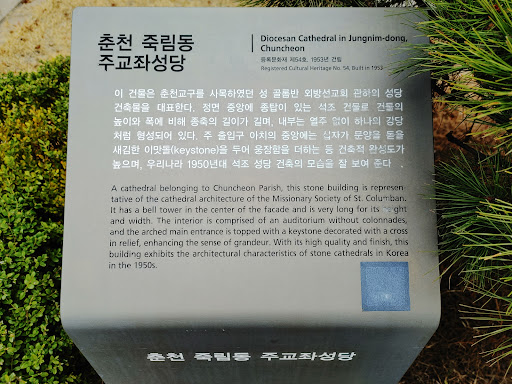 춘천 죽림동
주교좌성당
Diocesan Cathedral in Jungnim-dong,
Chuncheon
등록문화재 제54호, 1953년 건립
Registered Cultural Heritage No. 54, Built in 1953
이 건물은 춘천교구를 사목하였던 성 골롬반 외방선교회 관하의 성당
건축물을 대표한다. 정면 중앙에 종탑이 있는 석조 건물로 건물의
높이와 폭에 비해 종축의 길이가 길며, 내부는 열주 없이 하나의 강당
처럼 형성되어 있다. 주 출입구 아치의 중앙에는 십자가 문양을 돋을
새김한 이맛돌(keystone)을 두어 웅장함을 더하는 등 건축적 완성도가
높으며, 우리나라 1950년대 석조 성당 건축의 모습을 잘 보여 준다.
A cathedral belonging to Chuncheon Parish, this stone building is represen-
tative of the cathedral architecture of the Missionary Society of St. Columban.
It has a bell tower in the center of the facade and is very long for its height
and width. The interior is comprised of an auditorium without colonnades,
and the arched main entrance is topped with a keystone decorated with a cross
in relief, enhancing the sense of grandeur. With its high quality and finish, this
building exhibits the architectural characteristics of stone cathedrals in Korea
in the 1950s.
춘천 죽림동 주교좌성당